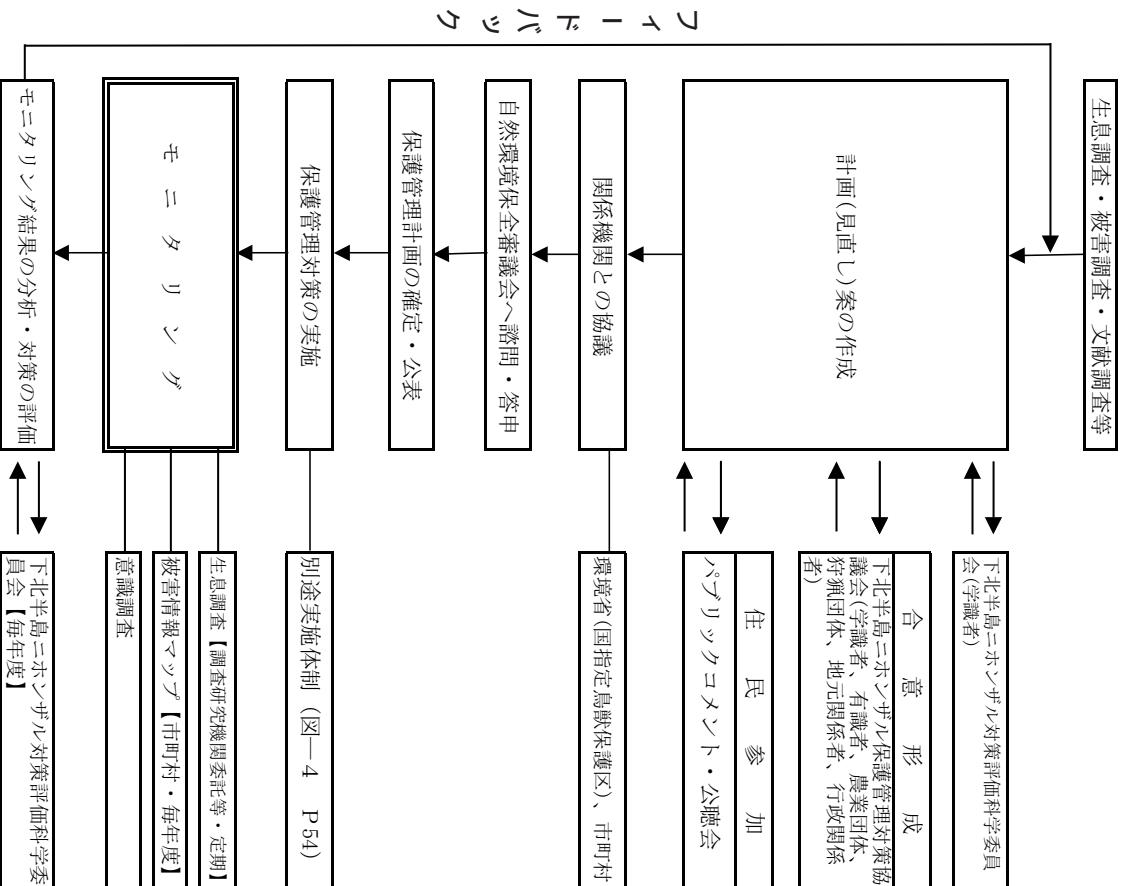 生息調査・被害調査・文献調査等
計画(見直し)案の作成
下北半島ニホンザル対策評価科学委員
会(学識者)
合意形成
下北半島ニホンザル保護管理対策協
議会(学識者、有識者、農業団体、
狩猟団体、地元関係者、行政関係
者)
住民参加
パブリックコメント・公聴会
関係機関との協議
環境省(国指定鳥獣保護区)、市町村
自然環境保全審議会へ諮問・答申
保護管理計画の確定・公表
保護管理対策の実施
別途実施体制（図―4　P54）
モニタリング
生息調査【調査研究機関委託等・定期】
被害情報マップ【市町村・毎年度】
意識調査
モニタリング結果の分析・対策の評価
下北半島ニホンザル対策評価科学委
員会【毎年度】
フィードバック